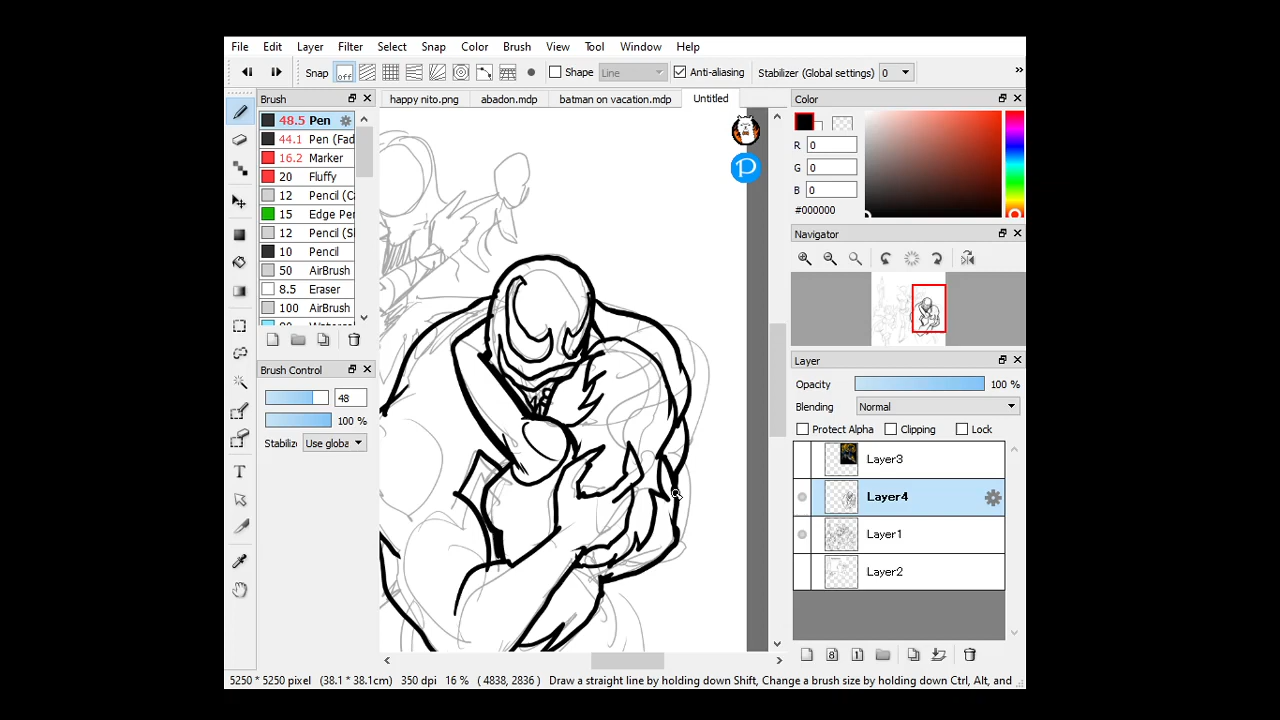 File Edit Layer Filter Select Snap Color Brush View Tool Window Help
Snap off Shape Line Anti-aliasing Stabilizer (Global settings) 0 »
Brush happy nito.png abadon.mdp batman on vacation.mdp Untitled Color
48.5 Pen
44.1 Pen (Fad
16.2 Marker
20 Fluffy
12 Pencil (C
15 Edge Pe
12 Pencil (S
10 Pencil
50 AirBrush
8.5 Eraser
100 AirBrush
Brush Control
48
100 %
Stabiliz Use globa
P
R 0
G 0
B 0
#000000
Navigator
Layer
Opacity 100 %
Blending Normal
Protect Alpha Clipping Lock
Layer3
Layer4
Layer1
Layer2
8 1
5250 * 5250 pixel (38.1 * 38.1cm) 350 dpi 16 % ( 4838, 2836 ) Draw a straight line by holding down Shift, Change a brush size by holding down Ctrl, Alt, and